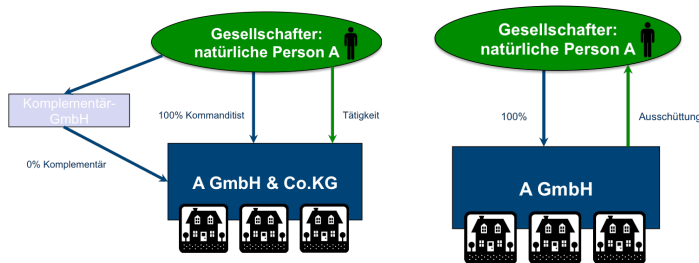 Gesellschafter:
natürliche Person A
Komplementär-
GmbH
100% Kommanditist
Tätigkeit
0% Komplementär
A GmbH & Co.KG
Gesellschafter:
natürliche Person A
100%
Ausschüttung
A GmbH